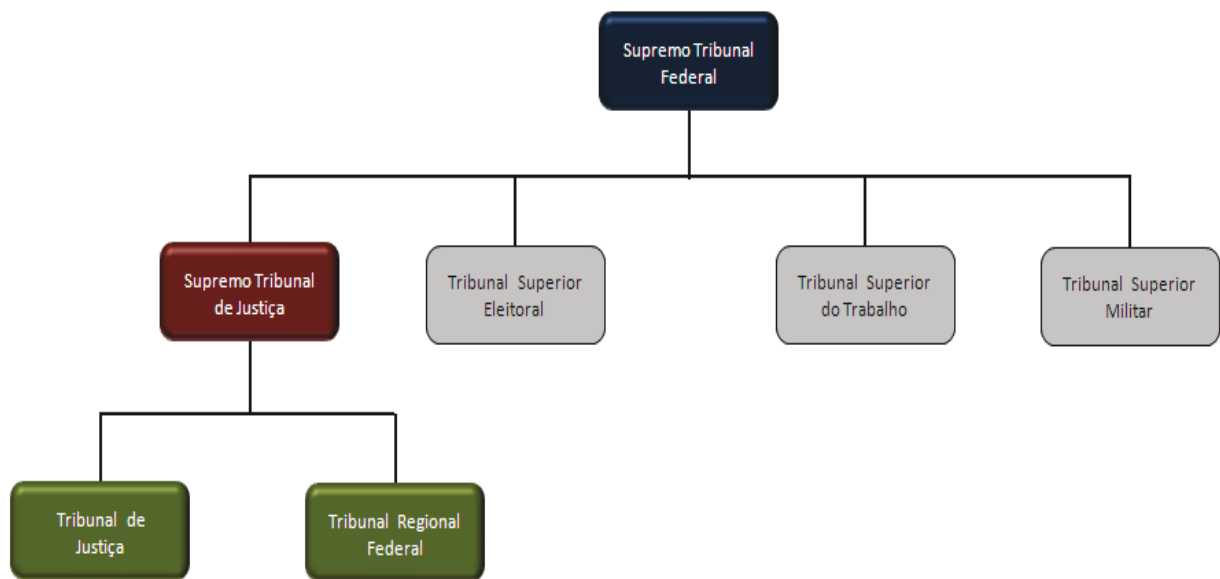 Supremo Tribunal
Federal
Supremo Tribunal
de Justiça
Tribunal Superior
Eleitoral
Tribunal Superior
do Trabalho
Tribunal Superior
Militar
Tribunal de
Justiça
Tribunal Regional
Federal